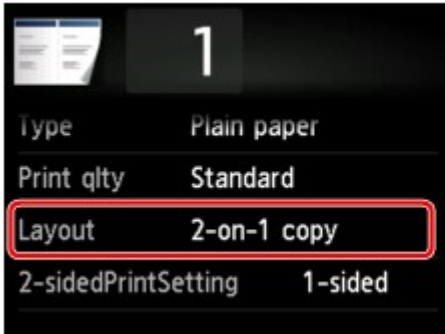 1
Type Plain paper
Print qlty Standard
Layout 2-on-1 copy
2-sidedPrintSetting 1-sided